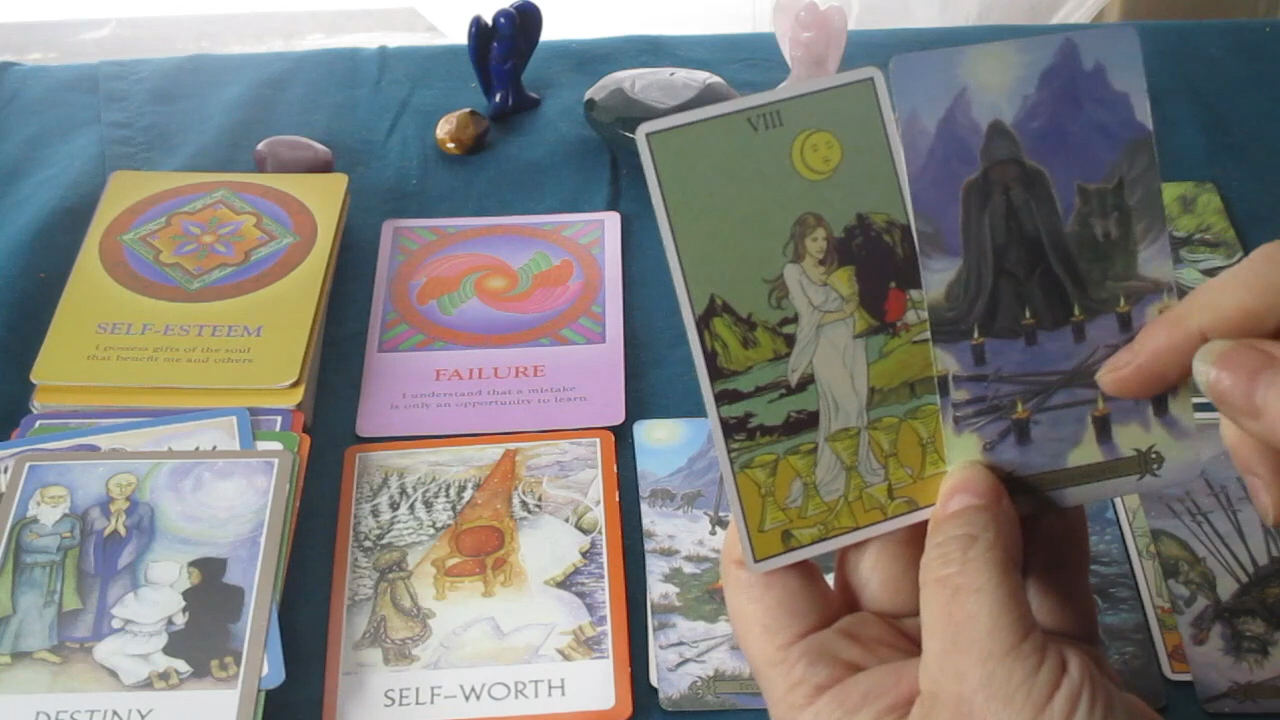 VIII
SELF-ESTEEM
I possess gifts of the soul
that benefit me and others
FAILURE
I understand that a mistake
is only an opportunity to learn
SELF-WORTH
DESTINY